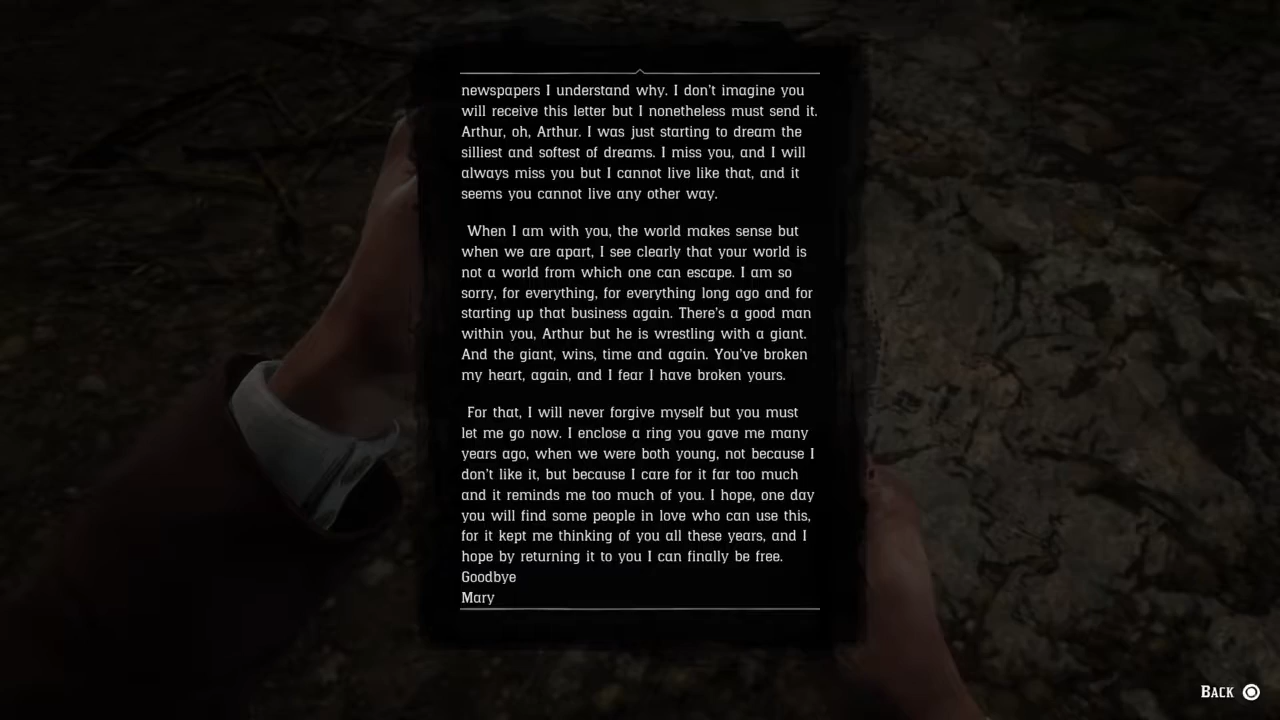 newspapers I understand why. I don't imagine you
will receive this letter but I nonetheless must send it.
Arthur, oh, Arthur. I was just starting to dream the
silliest and softest of dreams. I miss you, and I will
always miss you but I cannot live like that, and it
seems you cannot live any other way.
When I am with you, the world makes sense but
when we are apart, I see clearly that your world is
not a world from which one can escape. I am so
sorry, for everything, for everything long ago and for
starting up that business again. There's a good man
within you, Arthur but he is wrestling with a giant.
And the giant, wins, time and again. You've broken
my heart, again, and I fear I have broken yours.
For that, I will never forgive myself but you must
let me go now. I enclose a ring you gave me many
years ago, when we were both young, not because I
don't like it, but because I care for it far too much
and it reminds me too much of you. I hope, one day
you will find some people in love who can use this,
for it kept me thinking of you all these years, and I
hope by returning it to you I can finally be free.
Goodbye
Mary
BACK